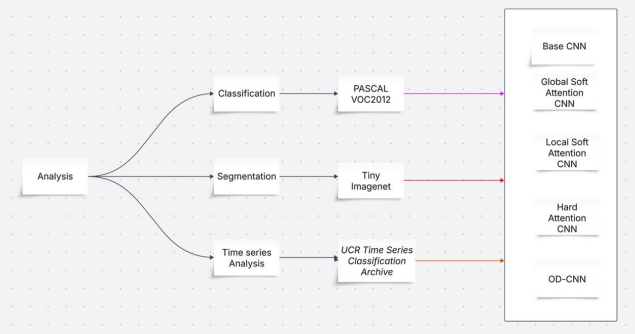 Analysis
Classification
PASCAL
VOC2012
Segmentation
Tiny
Imagenet
Time series
Analysis
UCR Time Series
Classification
Archive
Base CNN
Global Soft
Attention
CNN
Local Soft
Attention
CNN
Hard
Attention
CNN
OD-CNN